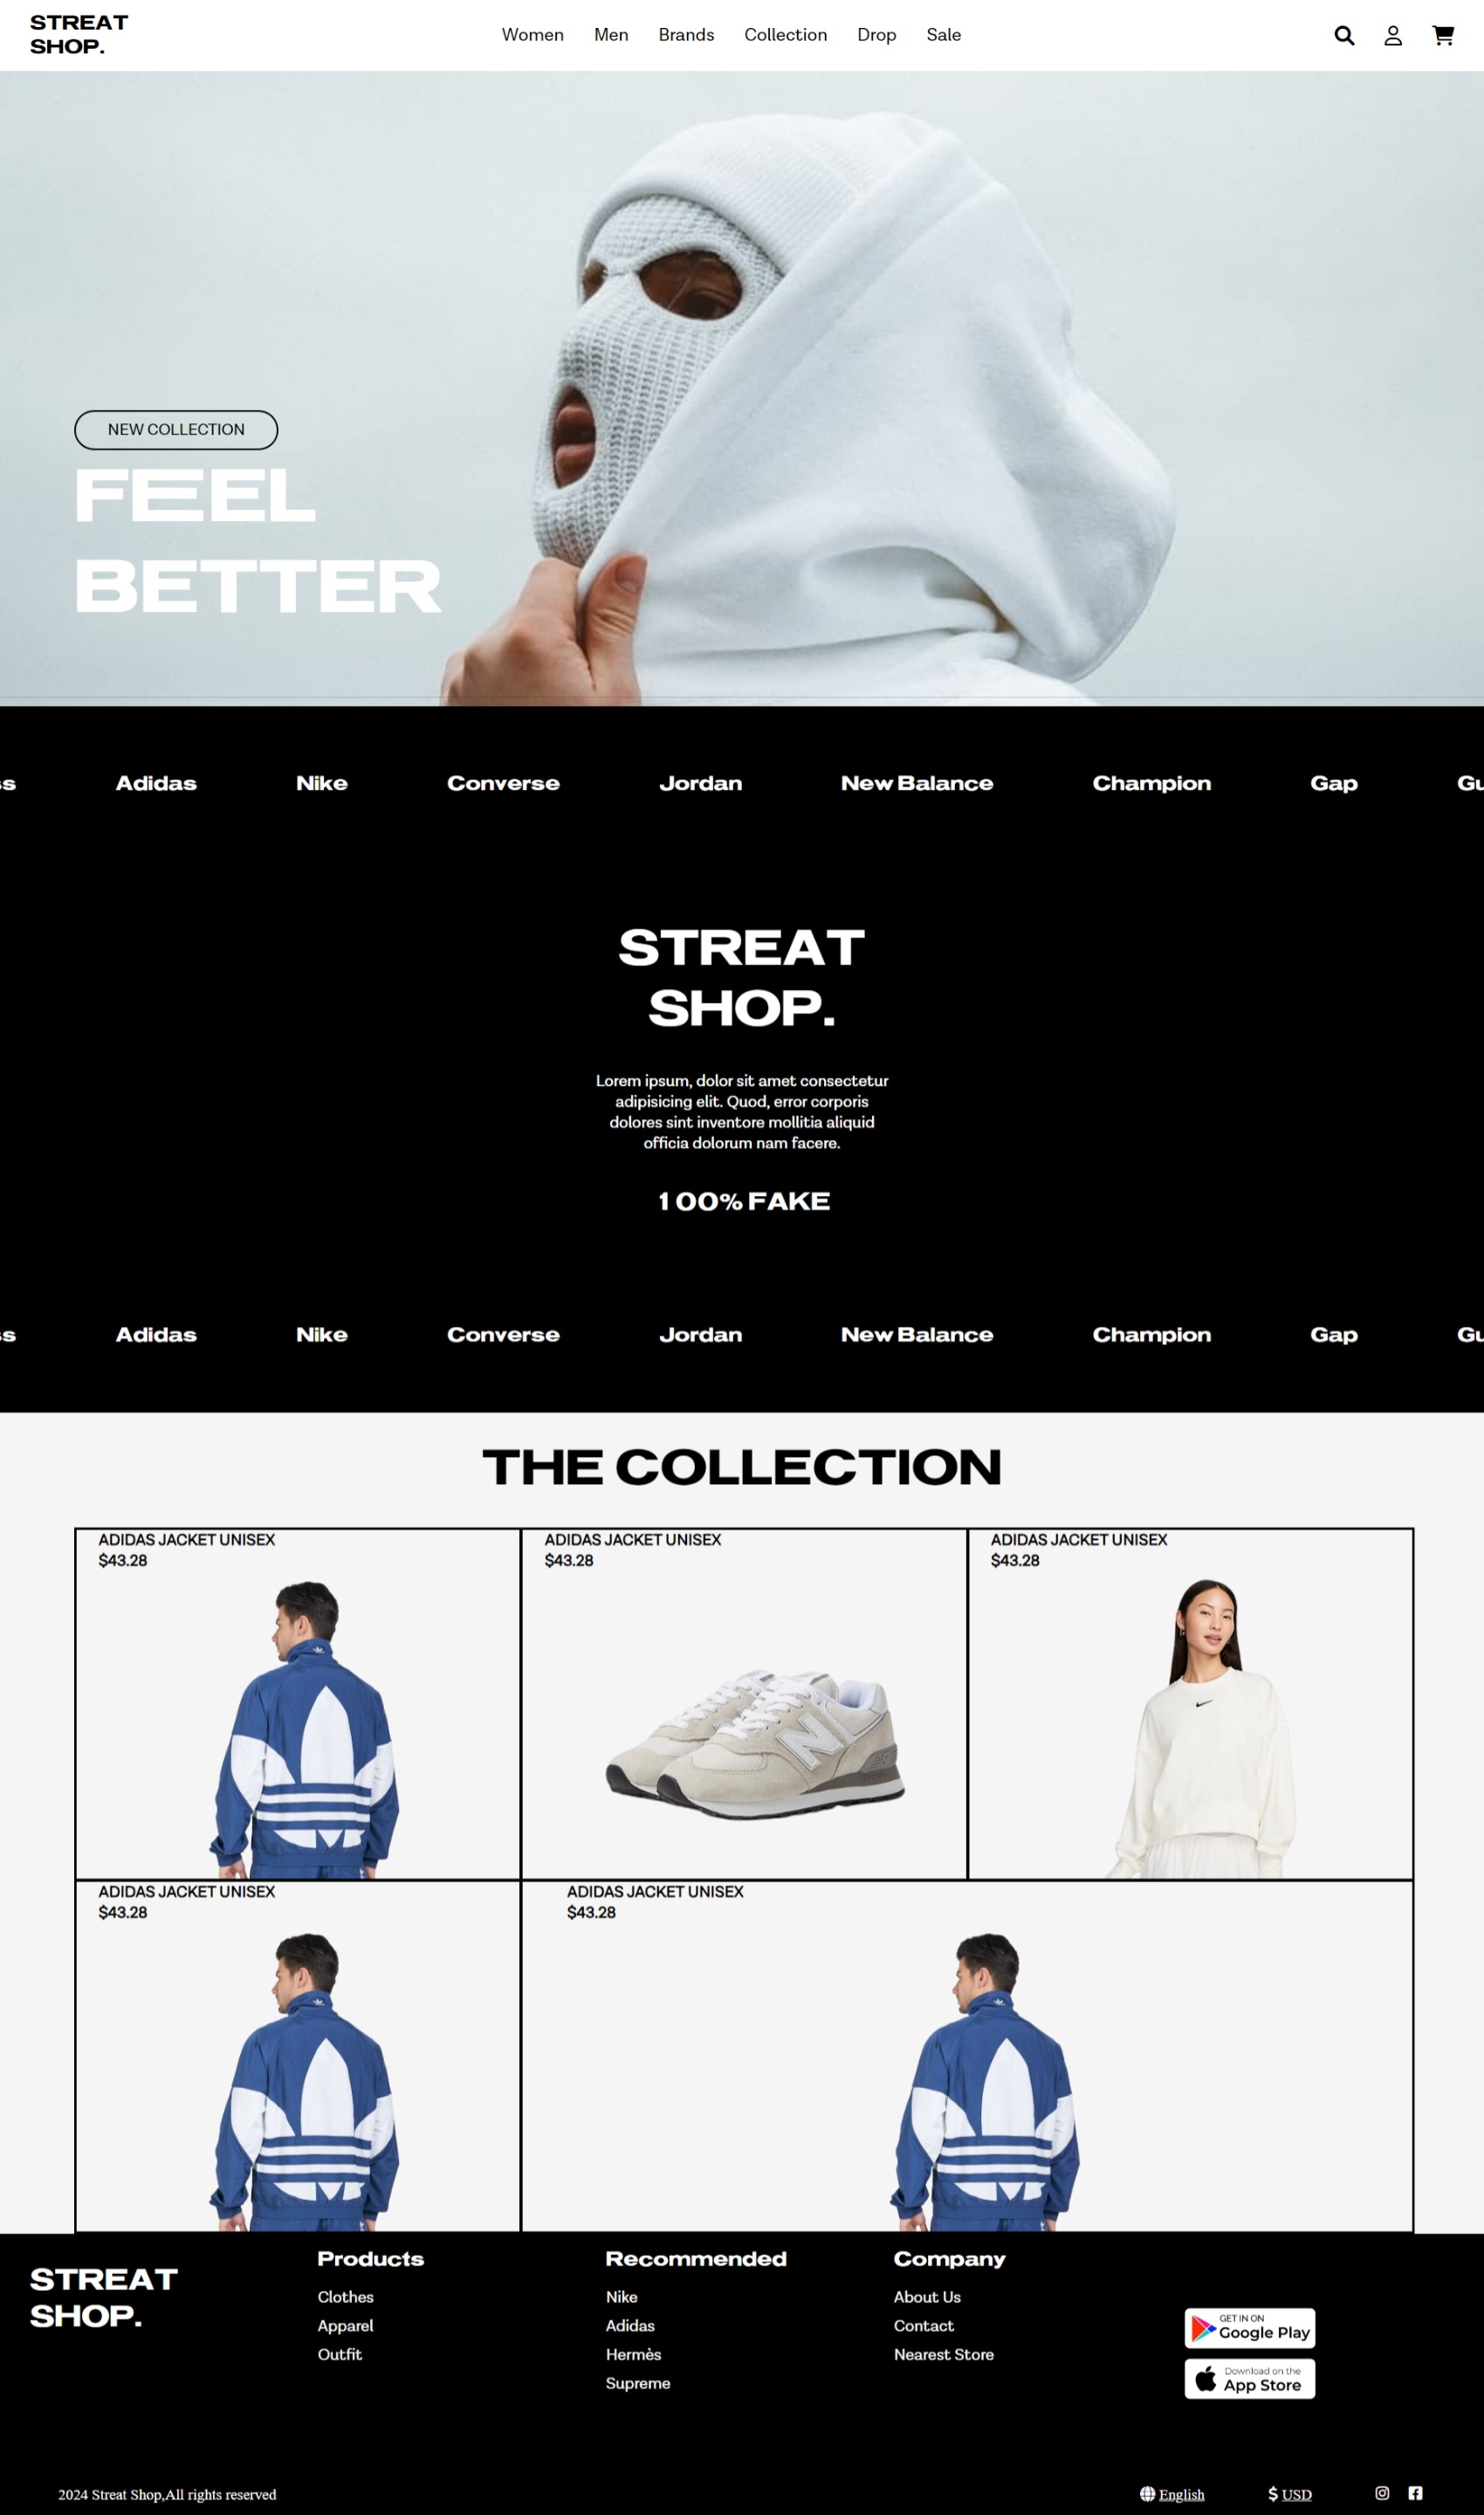 STREAT
SHOP.
Women Men Brands Collection Drop Sale
NEW COLLECTION
FEEL
BETTER
Adidas Nike Converse Jordan New Balance Champion Gap
STREAT
SHOP.
Lorem ipsum, dolor sit amet consectetur
adipisicing elit. Quod, error corporis
dolores sint inventore mollitia aliquid
officia dolorum nam facere.
100% FAKE
Adidas Nike Converse Jordan New Balance Champion Gap
THE COLLECTION
ADIDAS JACKET UNISEX
$43.28
ADIDAS JACKET UNISEX
$43.28
ADIDAS JACKET UNISEX
$43.28
N
ADIDAS JACKET UNISEX
$43.28
ADIDAS JACKET UNISEX
$43.28
STREAT
SHOP.
Products
Clothes
Apparel
Outfit
Recommended
Nike
Adidas
Hermès
Supreme
Company
About Us
Contact
Nearest Store
GET IN ON
Google Play
Download on the
App Store
2024 Streat Shop,All rights reserved
English
$ USD